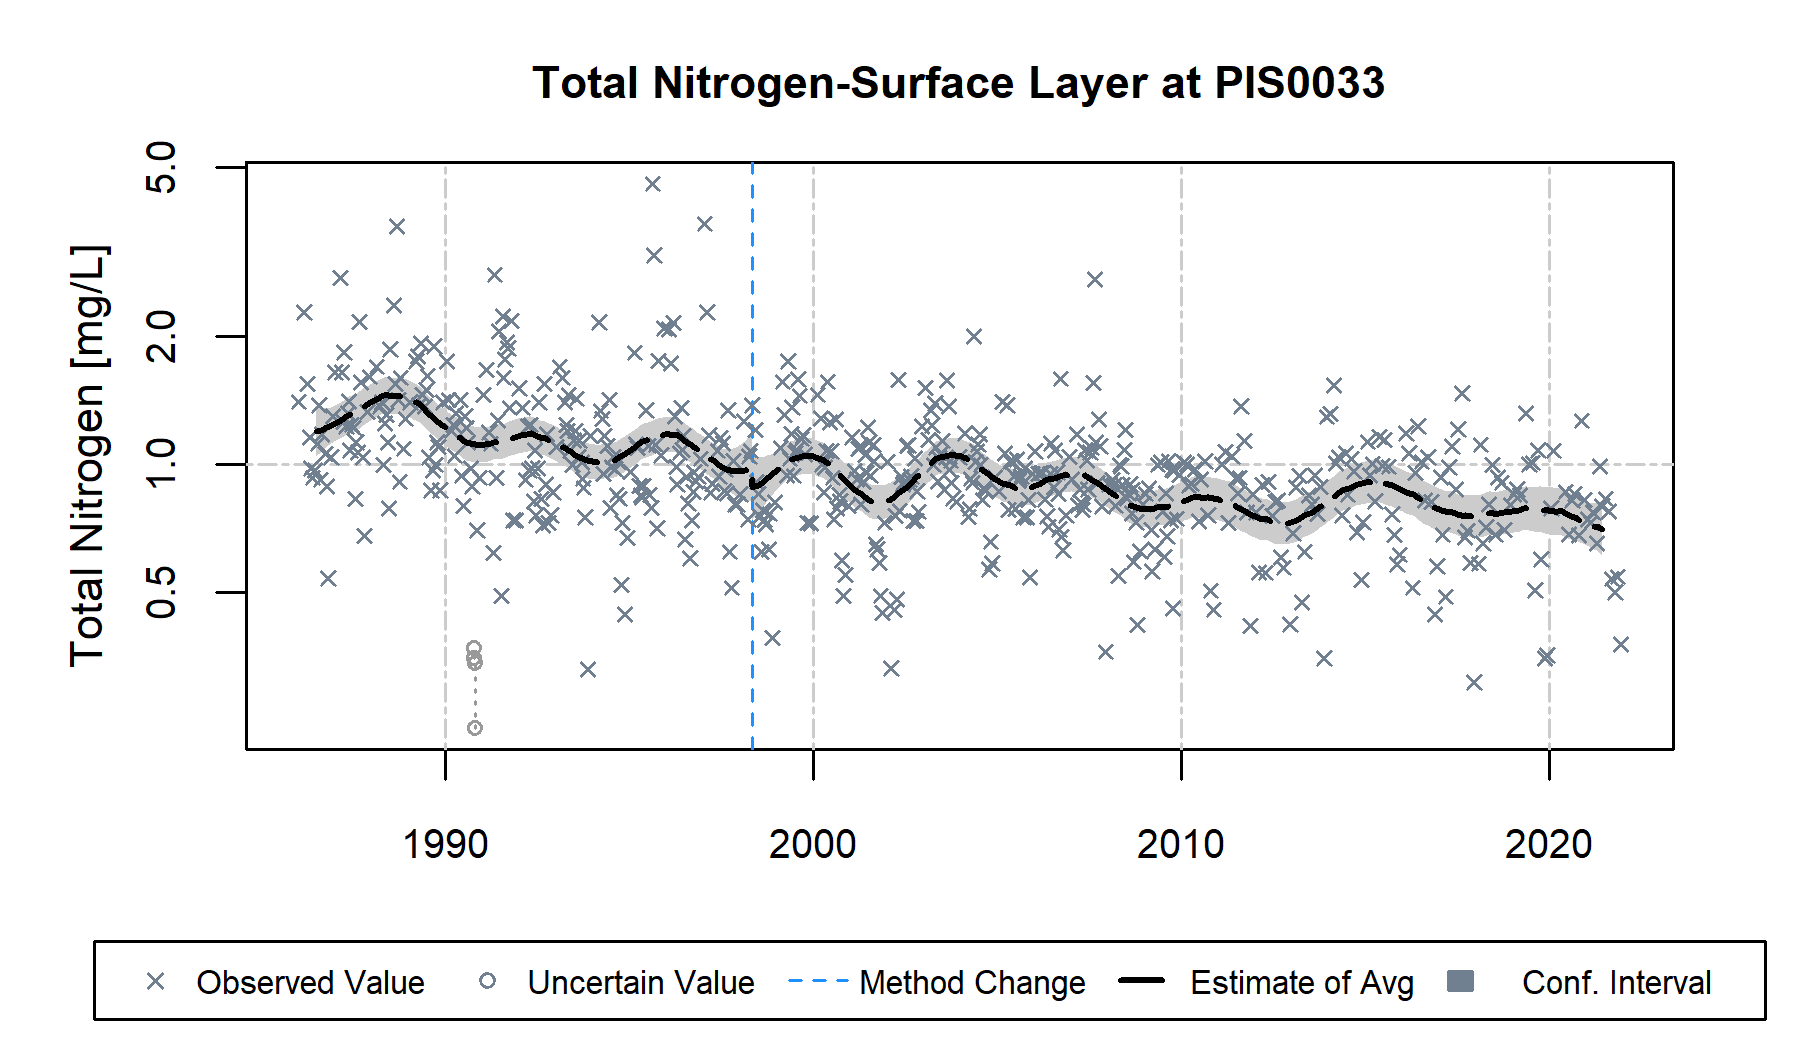 Total Nitrogen-Surface Layer at PIS0033
Total Nitrogen [mg/L]
5.0
2.0
1.0
0.5
1990 2000 2010 2020
Observed Value Uncertain Value Method Change Estimate of Avg Conf. Interval